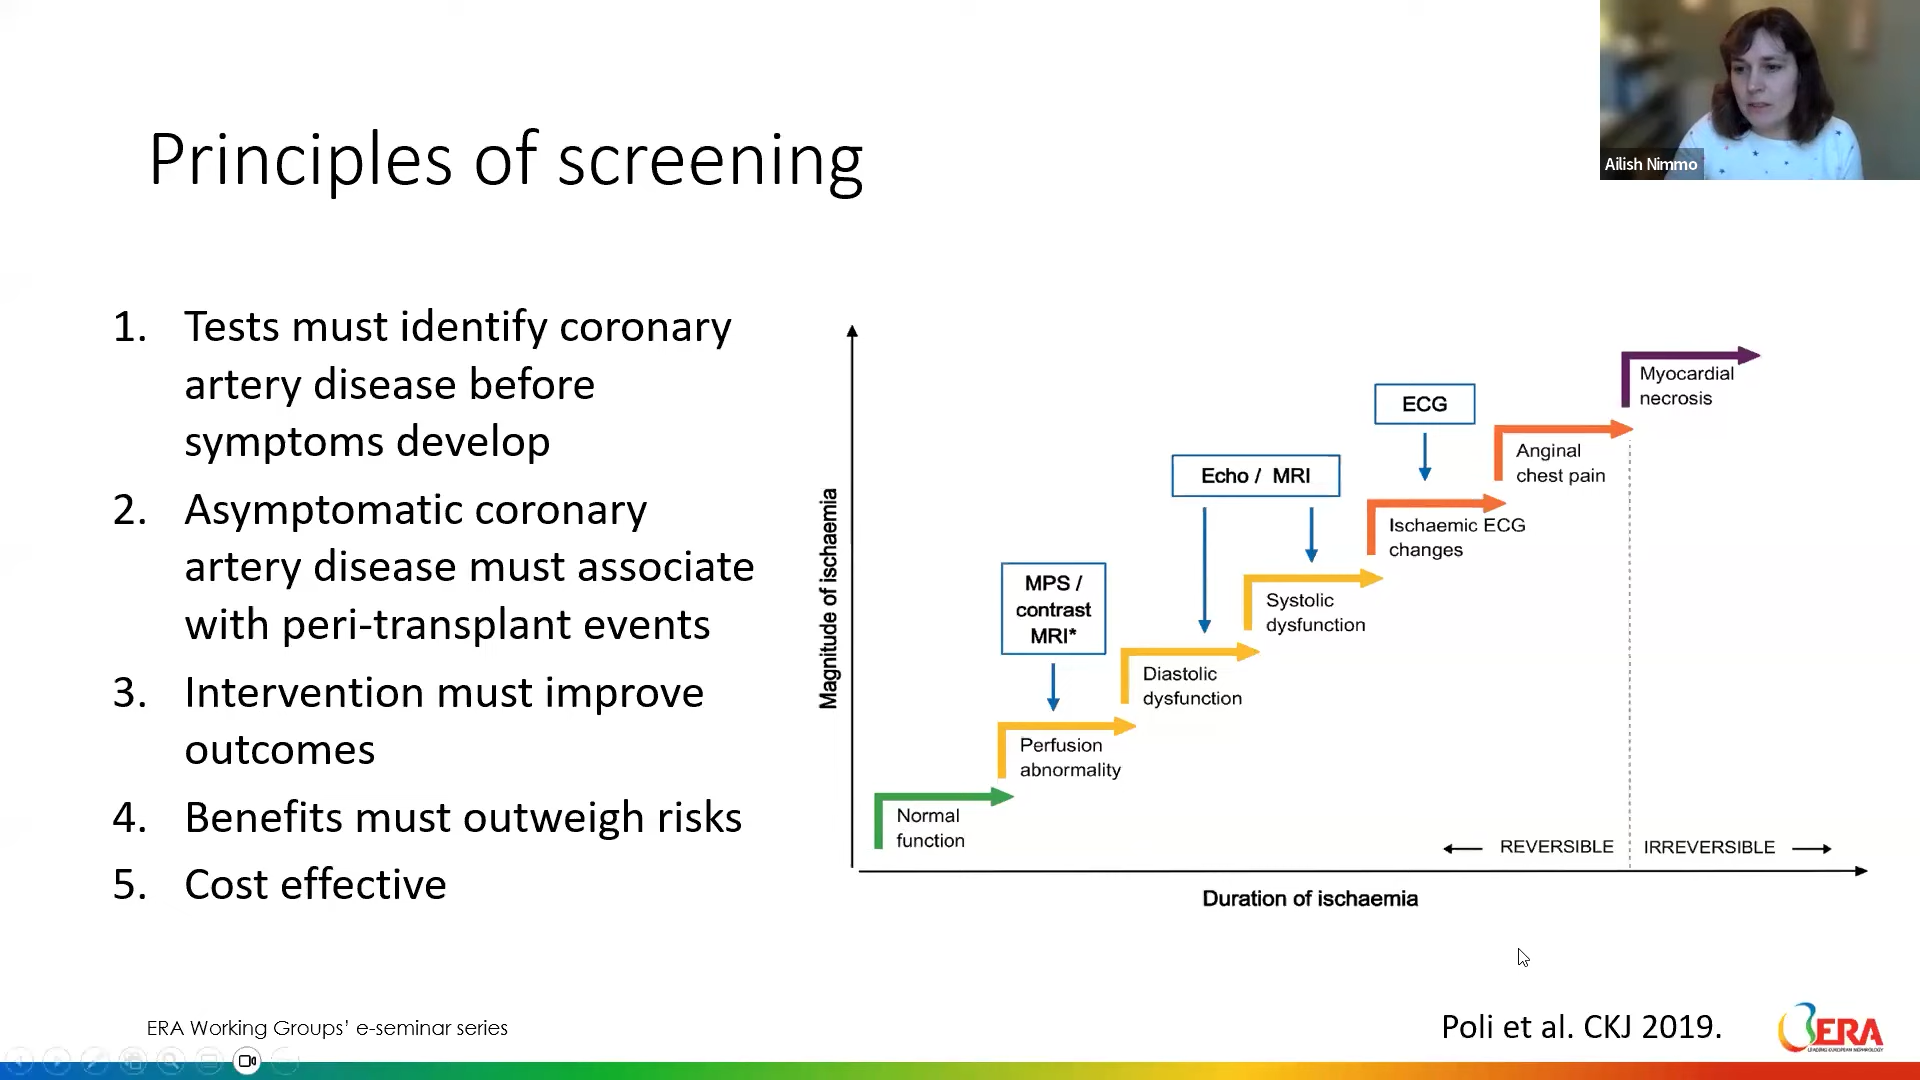 Ailish Nimmo
Principles of screening
1. Tests must identify coronary
artery disease before
symptoms develop
2. Asymptomatic coronary
artery disease must associate
with peri-transplant events
3. Intervention must improve
outcomes
4. Benefits must outweigh risks
5. Cost effective
Magnitude of ischaemia
Myocardial
necrosis
ECG
Anginal
chest pain
Echo / MRI
Ischaemic ECG
changes
MPS /
contrast
MRI*
Systolic
dysfunction
Diastolic
dysfunction
Perfusion
abnormality
Normal
function
REVERSIBLE
IRREVERSIBLE
Duration of ischaemia
ERA Working Groups’ e-seminar series
Poli et al. CKJ 2019.
ERA
LEADING EUROPEAN NEPHROLOGY